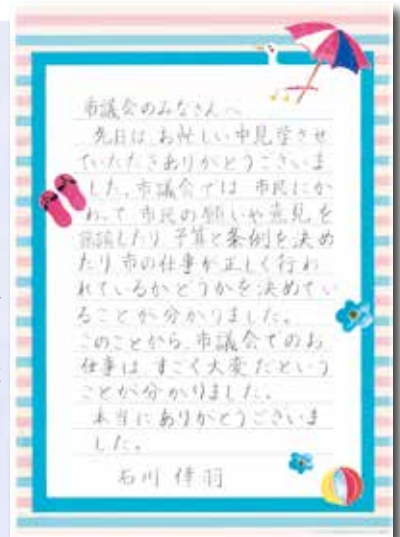 市議会のみなさんへ
先日は、お忙しい中見学させ
ていただきありがとうございま
した。市議会では 市民にか
わって 市民の願いや意見を
話したり 予算と条例を決め
たり 市の仕事が正しく行わ
れているかどうかを決めてい
ることが分かりました。
このことから、市議会でのお
仕事は すごく大変だという
ことが分かりました。
本当にありがとうございま
した。
石川